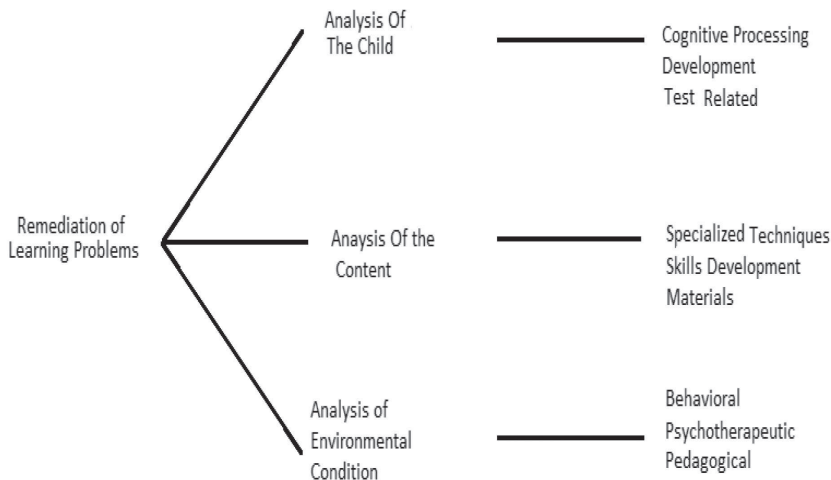 Remediation of
Learning Problems
Analysis Of
The Child
Cognitive Processing
Development
Test Related
Anaysis Of the
Content
Specialized Techniques
Skills Development
Materials
Analysis of
Environmental
Condition
Behavioral
Psychotherapeutic
Pedagogical